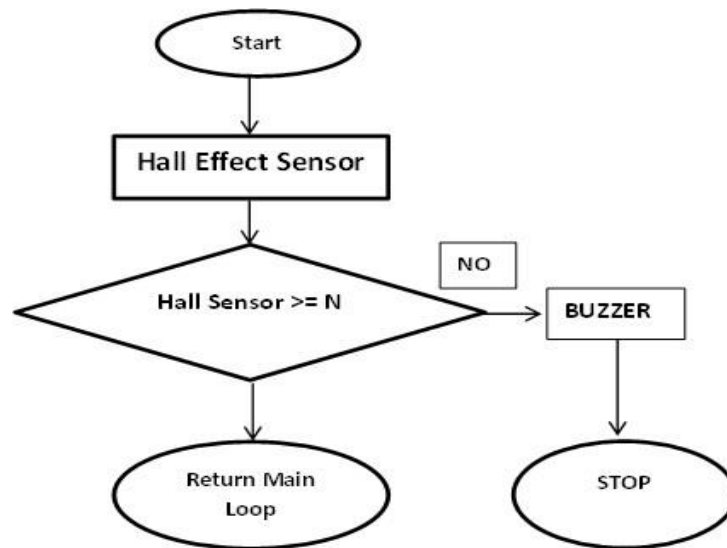 Start
Hall Effect Sensor
Hall Sensor >= N
NO
BUZZER
Return Main
Loop
STOP